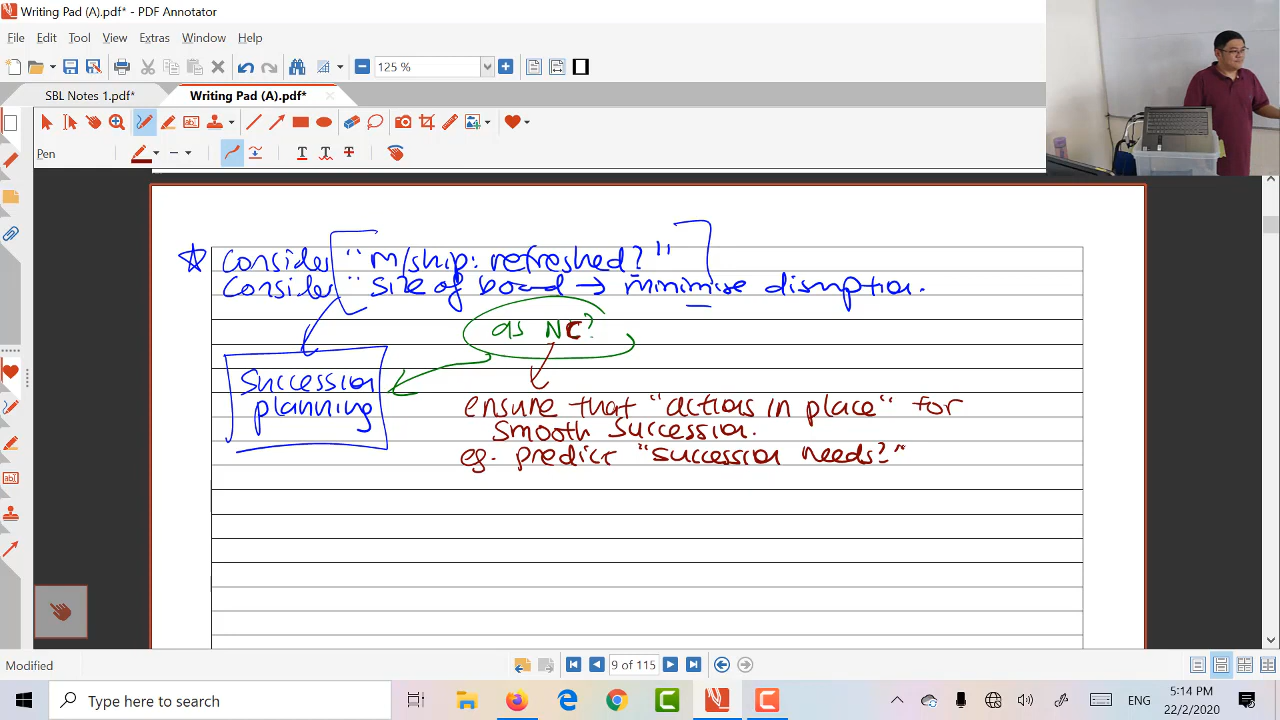 Writing Pad (A).pdf* - PDF Annotator
File Edit Tool View Extras Window Help
125 %
SBL Notes 1.pdf* Writing Pad (A).pdf*
Pen
Consider "m/ship: refreshed?"
Consider "size of board → minimise disruption.
as NC?
Succession
planning
ensure that "actions in place" for
smooth succession.
eg. predict "succession needs?"
Modified
9 of 115
Type here to search
ENG
5:14 PM
22/2/2020